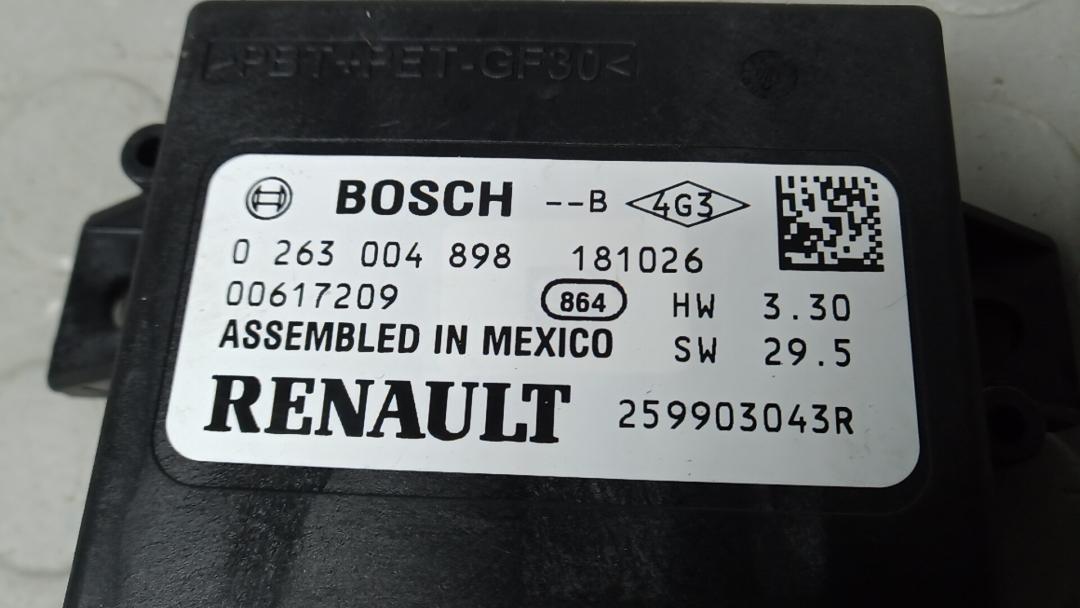 >PBT+PET-GF30<
BOSCH --B 4G3
0 263 004 898 181026
00617209 864 HW 3.30
ASSEMBLED IN MEXICO SW 29.5
RENAULT 259903043R